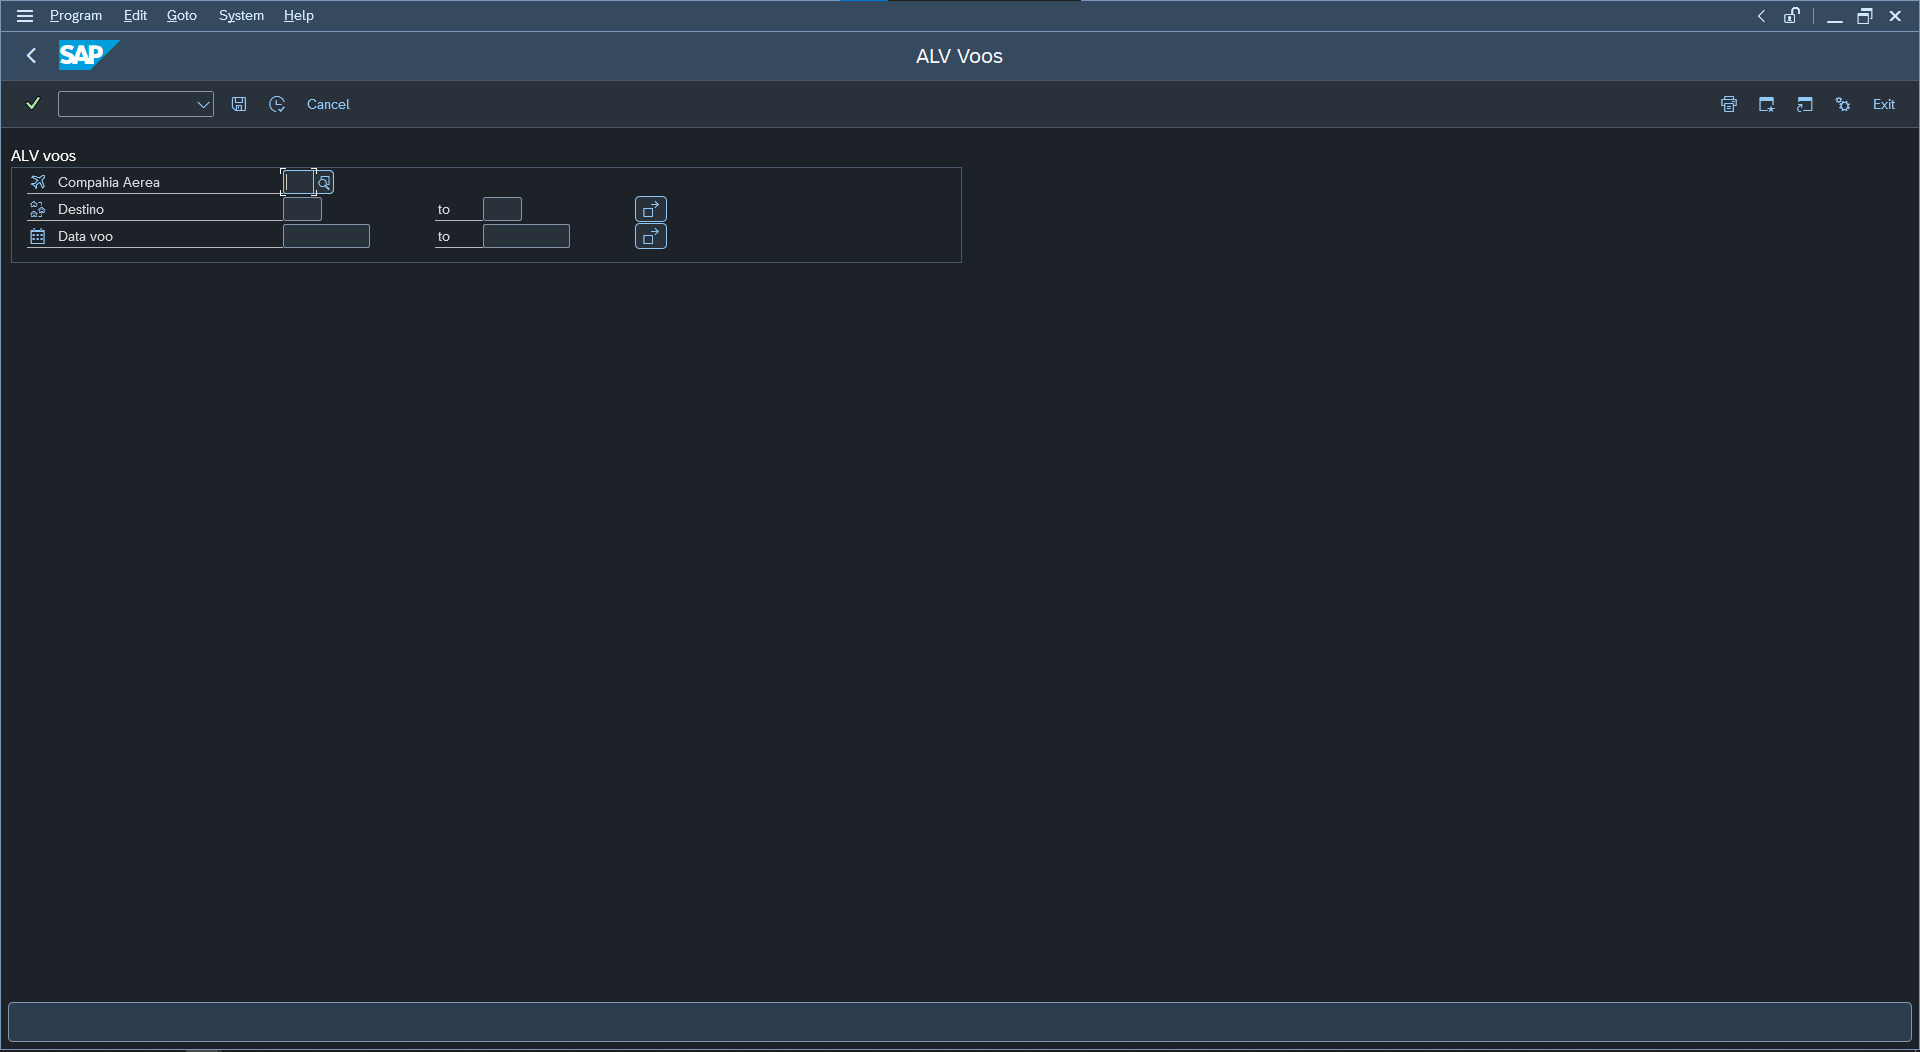 Program Edit Goto System Help
SAP ALV Voos
Cancel Exit
ALV voos
Compahia Aerea
Destino to
Data voo to